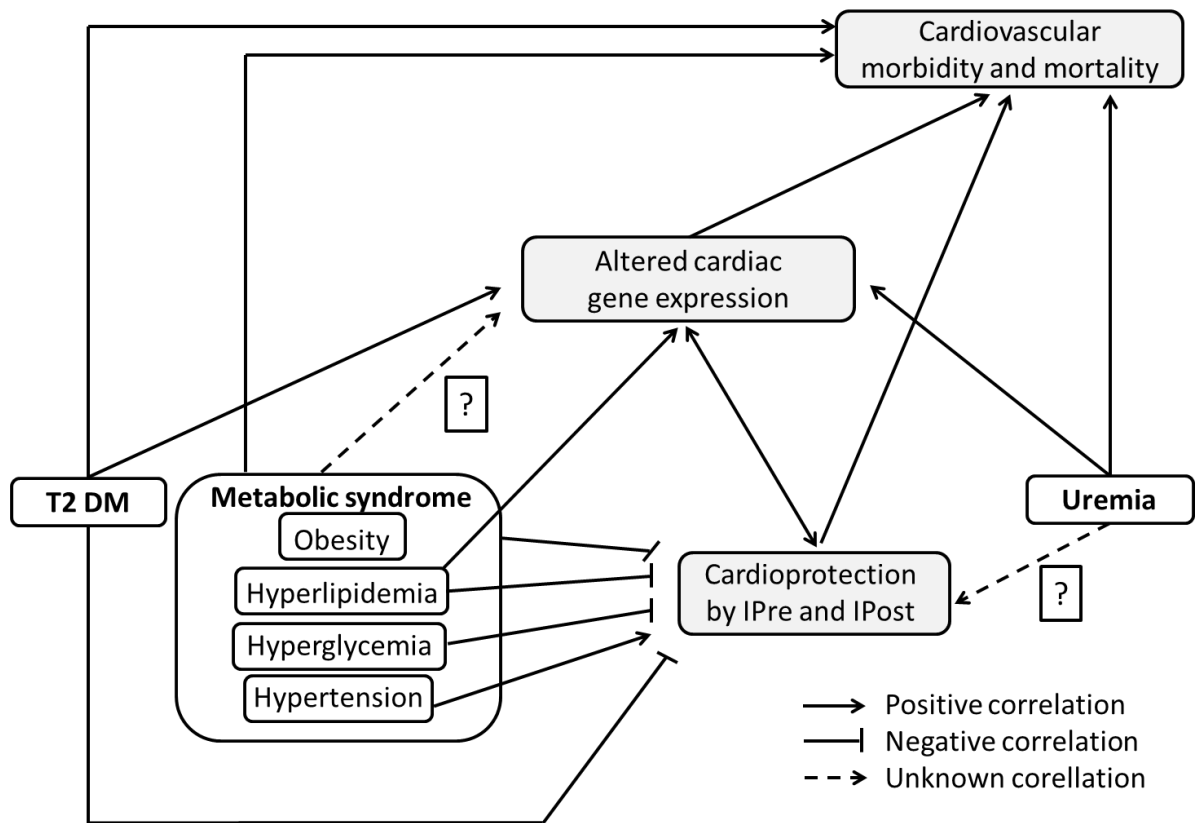 Cardiovascular
morbidity and mortality
Altered cardiac
gene expression
?
T2 DM
Metabolic syndrome
Obesity
Hyperlipidemia
Hyperglycemia
Hypertension
Uremia
Cardioprotection
by IPre and IPost
?
Positive correlation
Negative correlation
Unknown corellation